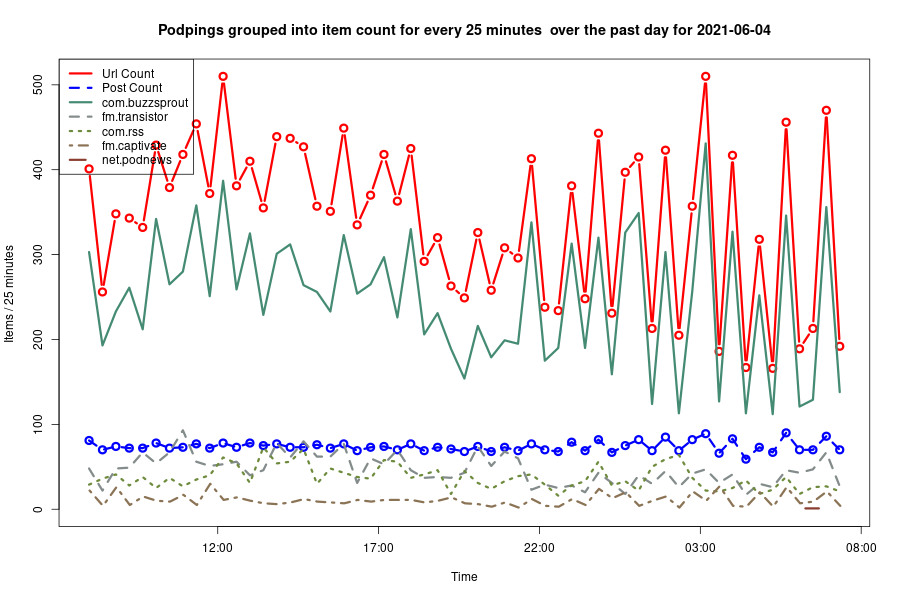 Podpings grouped into item count for every 25 minutes  over the past day for 2021-06-04
Url Count
Post Count
com.buzzsprout
fm.transistor
com.rss
fm.captivate
net.podnews
Items / 25 minutes
500
400
300
200
100
0
12:00
17:00
22:00
03:00
08:00
Time